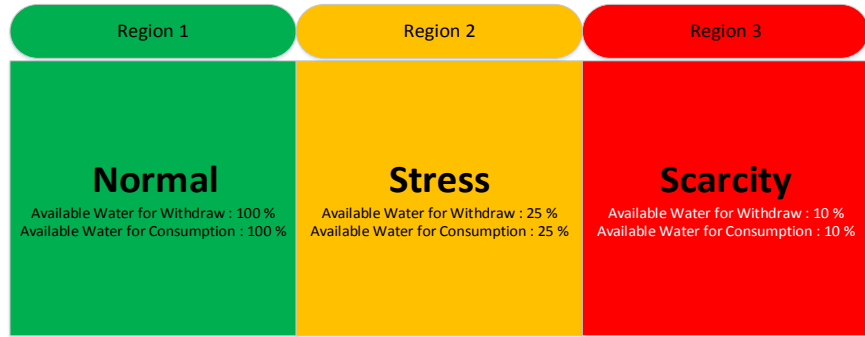 Region 1
Region 2
Region 3
Normal
Available Water for Withdraw : 100 %
Available Water for Consumption : 100 %
Stress
Available Water for Withdraw : 25 %
Available Water for Consumption : 25 %
Scarcity
Available Water for Withdraw : 10 %
Available Water for Consumption : 10 %